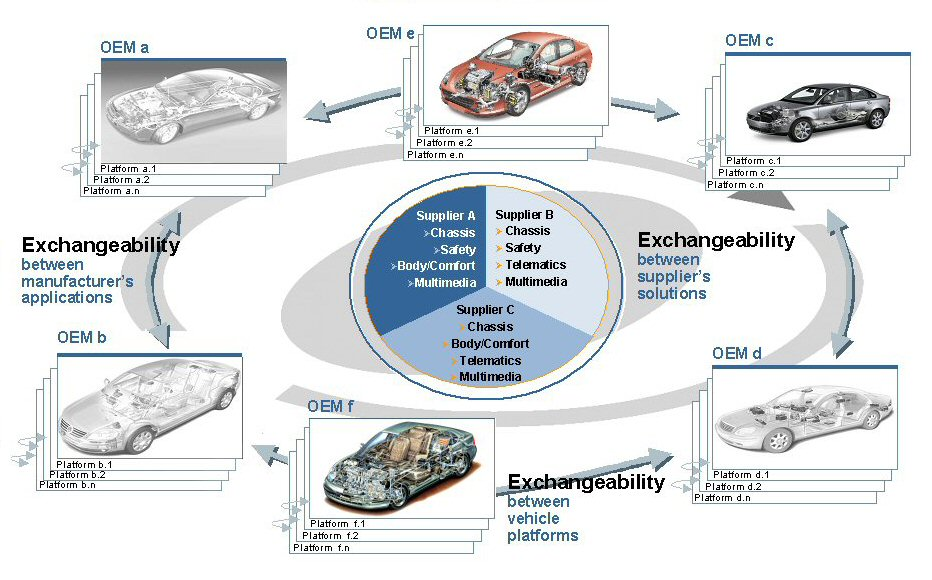 OEM a
OEM e
OEM c
Platform a.1
Platform a.2
Platform a.n
Platform e.1
Platform e.2
Platform e.n
Platform c.1
Platform c.2
Platform c.n
Exchangeability
between
manufacturer's
applications
Supplier A
Chassis
Safety
Body/Comfort
Multimedia
Supplier B
Chassis
Safety
Telematics
Multimedia
Supplier C
Chassis
Body/Comfort
Telematics
Multimedia
Exchangeability
between
supplier's
solutions
OEM b
Platform b.1
Platform b.2
Platform b.n
OEM f
Platform f.1
Platform f.2
Platform f.n
Exchangeability
between
vehicle
platforms
OEM d
Platform d.1
Platform d.2
Platform d.n